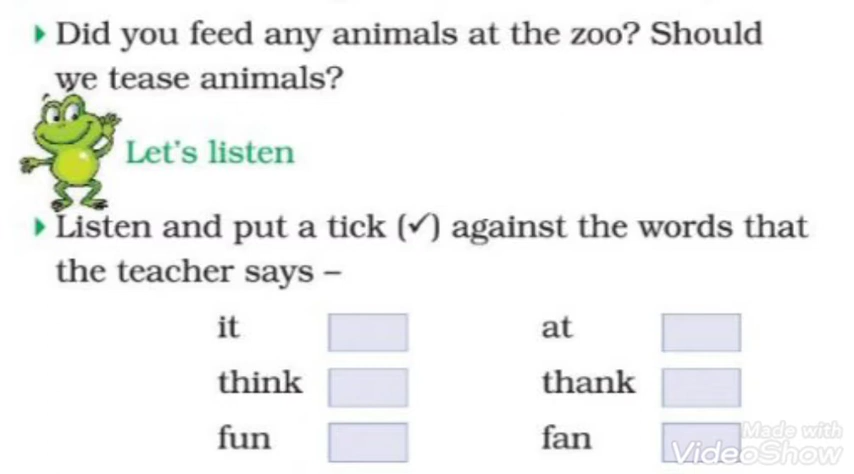 Did you feed any animals at the zoo? Should
we tease animals?
Let's listen
Listen and put a tick (✓) against the words that
the teacher says –
it at
think thank
fun fan
Made with
VideoShow